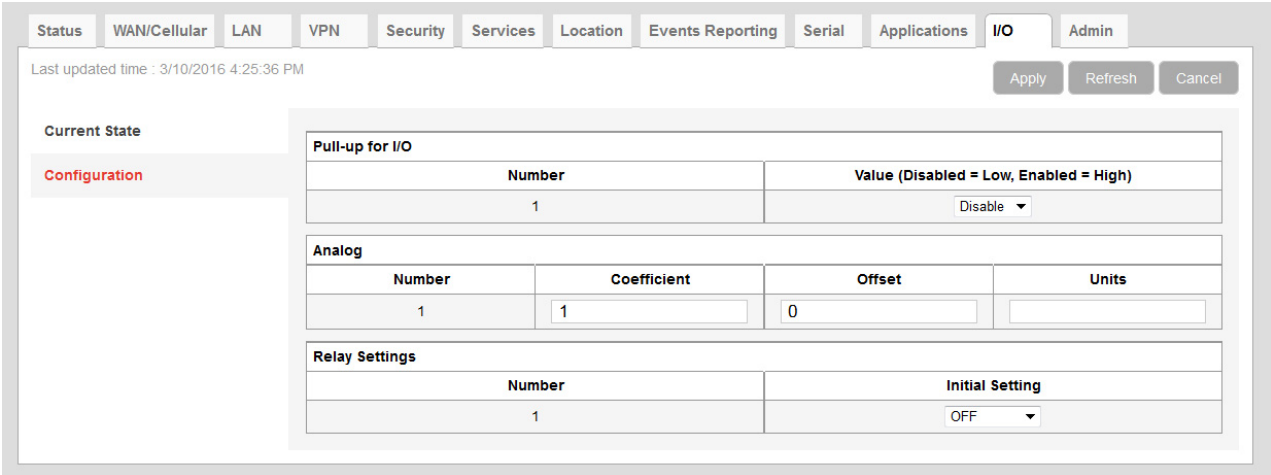 Status WAN/Cellular LAN VPN Security Services Location Events Reporting Serial Applications I/O Admin
Last updated time : 3/10/2016 4:25:36 PM
Apply Refresh Cancel
Current State
Configuration
Pull-up for I/O
Number Value (Disabled = Low, Enabled = High)
1 Disable
Analog
Number Coefficient Offset Units
1 1 0
Relay Settings
Number Initial Setting
1 OFF